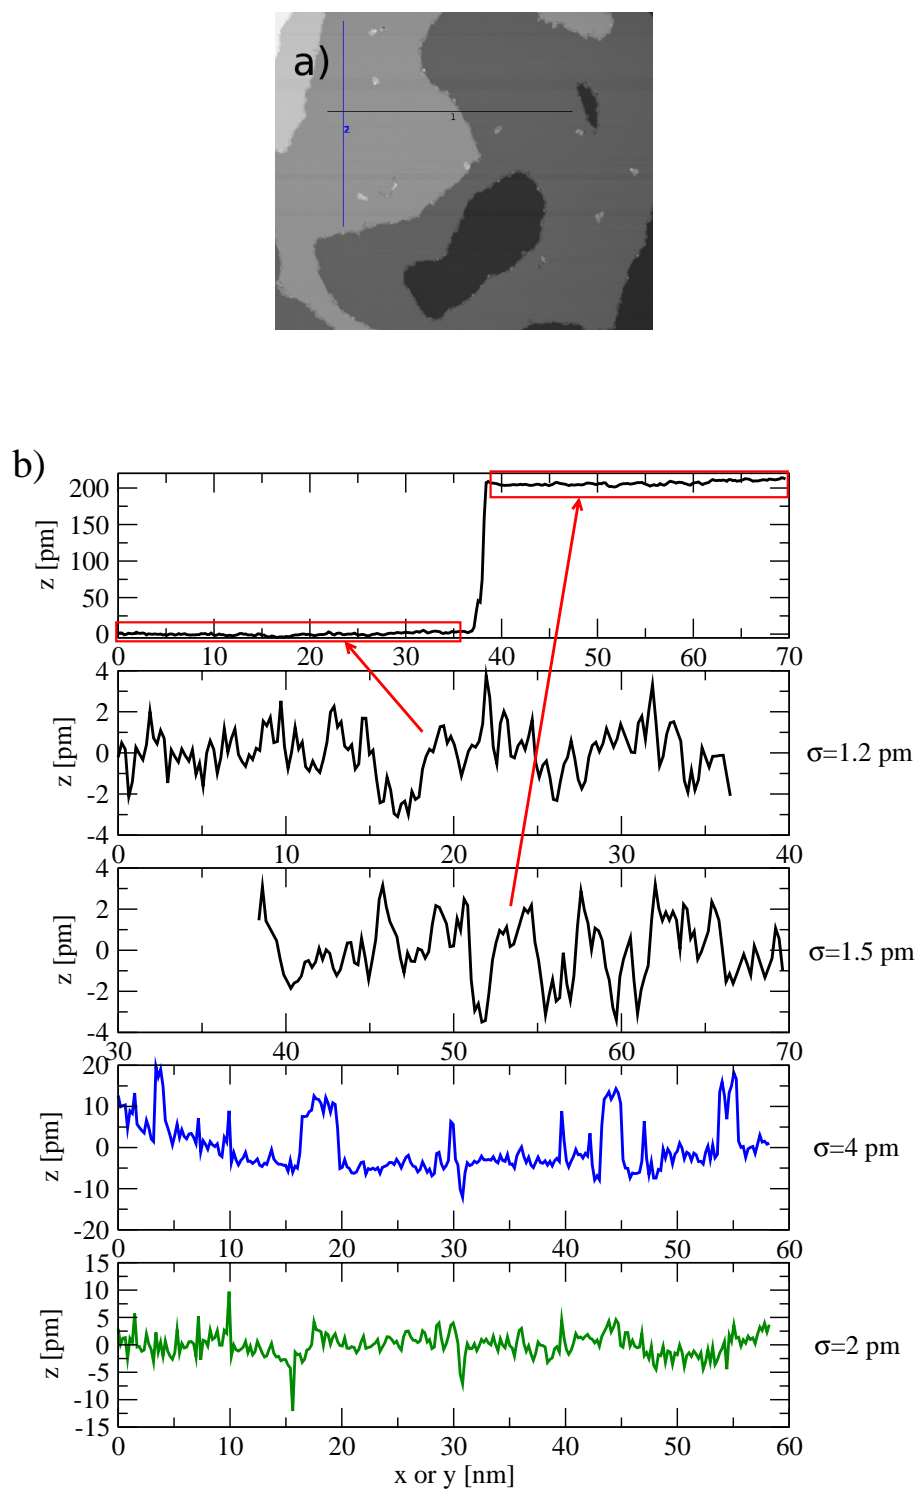 a)
1
2
b)
z [pm]
200
150
100
50
0
0 10 20 30 40 50 60 70
z [pm]
4
2
0
-2
-4
σ=1.2 pm
0 10 20 30 40
z [pm]
4
2
0
-2
-4
σ=1.5 pm
30 40 50 60 70
z [pm]
20
10
0
-10
-20
σ=4 pm
0 10 20 30 40 50 60
z [pm]
15
10
5
0
-5
-10
-15
σ=2 pm
0 10 20 30 40 50 60
x or y [nm]